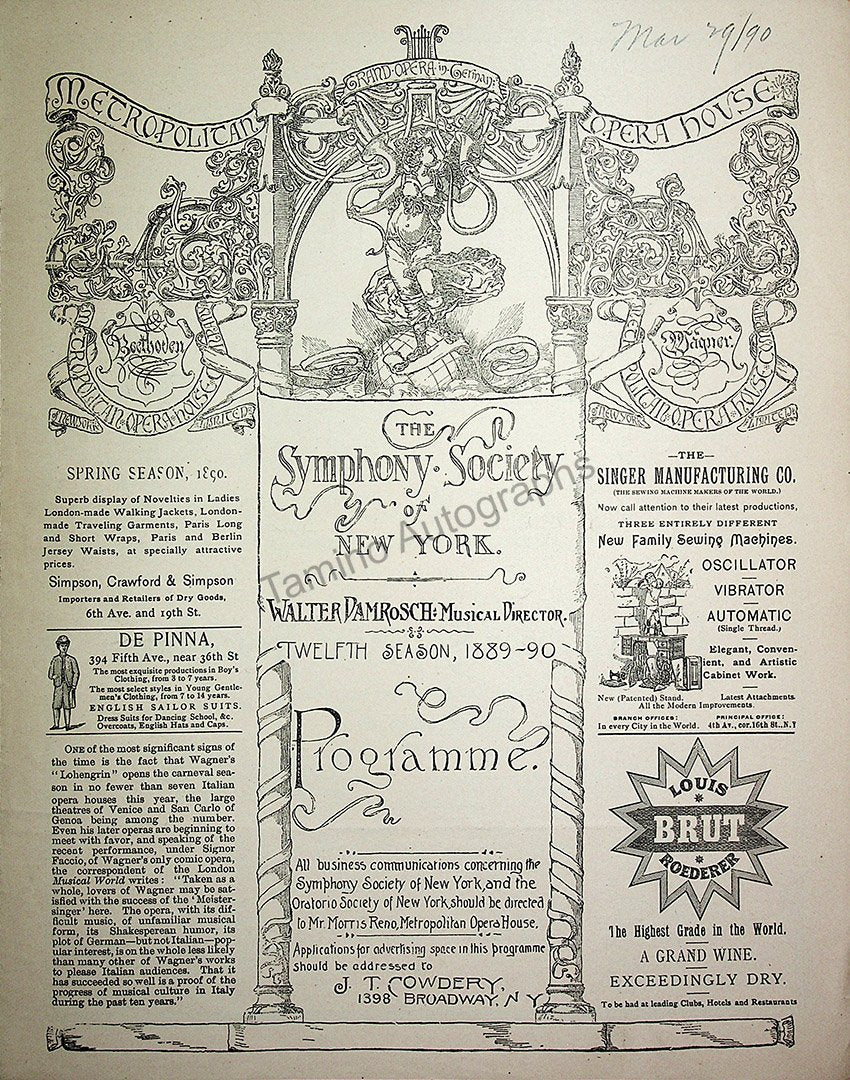 Mar 29/90
GRAND·OPERA·in·German:
METROPOLITAN OPERA HOUSE
Beethoven
METROPOLITAN·OPERA·HOUSE COMPANY
NEW YORK LIMITED
Wagner.
METROPOLITAN·OPERA·HOUSE COMPANY
NEW YORK LIMITED
SPRING SEASON, 1890.
Superb display of Novelties in Ladies
London-made Walking Jackets, London-
made Traveling Garments, Paris Long
and Short Wraps, Paris and Berlin
Jersey Waists, at specially attractive
prices.
Simpson, Crawford & Simpson
Importers and Retailers of Dry Goods,
6th Ave. and 19th St.
DE PINNA,
394 Fifth Ave., near 36th St
The most exquisite productions in Boy's
Clothing, from 3 to 7 years.
The most select styles in Young Gentle-
men's Clothing, from 7 to 14 years.
ENGLISH SAILOR SUITS.
Dress Suits for Dancing School, &c.
Overcoats, English Hats and Caps.
ONE of the most significant signs of
the time is the fact that Wagner's
"Lohengrin" opens the carneval sea-
son in no fewer than seven Italian
opera houses this year, the large
theatres of Venice and San Carlo of
Genoa being among the number.
Even his later operas are beginning to
meet with favor, and speaking of the
recent performance, under Signor
Faccio, of Wagner's only comic opera,
the correspondent of the London
Musical World writes: "Taken as a
whole, lovers of Wagner may be sat-
isfied with the success of the 'Meister-
singer' here. The opera, with its dif-
ficult music, of unfamiliar musical
form, its Shakesperean humor, its
plot of German—but not Italian—pop-
ular interest, is on the whole less likely
than many other of Wagner's works
to please Italian audiences. That it
has succeeded so well is a proof of the
progress of musical culture in Italy
during the past ten years."
THE
Symphony·Society
of
NEW YORK.
WALTER DAMROSCH: MUSICAL DIRECTOR.
TWELFTH SEASON, 1889-90
Programme.
All business communications concerning the
Symphony Society of New York, and the
Oratorio Society of New York, should be directed
to Mr. Morris Reno, Metropolitan Opera House.
Applications for advertising space in this programme
should be addressed to
J. T. COWDERY,
1398 BROADWAY, N Y
—THE—
SINGER MANUFACTURING CO.
(THE SEWING MACHINE MAKERS OF THE WORLD.)
Now call attention to their latest productions,
THREE ENTIRELY DIFFERENT
New Family Sewing Machines.
OSCILLATOR
VIBRATOR
AUTOMATIC
(Single Thread.)
Elegant, Conven-
ient, and Artistic
Cabinet Work.
New (Patented) Stand. Latest Attachments.
All the Modern Improvements.
BRANCH OFFICES: PRINCIPAL OFFICE:
In every City in the World. 4th Av., cor. 16th St., N.Y
LOUIS
BRUT
ROEDERER
The Highest Grade in the World.
A GRAND WINE.
EXCEEDINGLY DRY.
To be had at leading Clubs, Hotels and Restaurants
Tamino Autographs